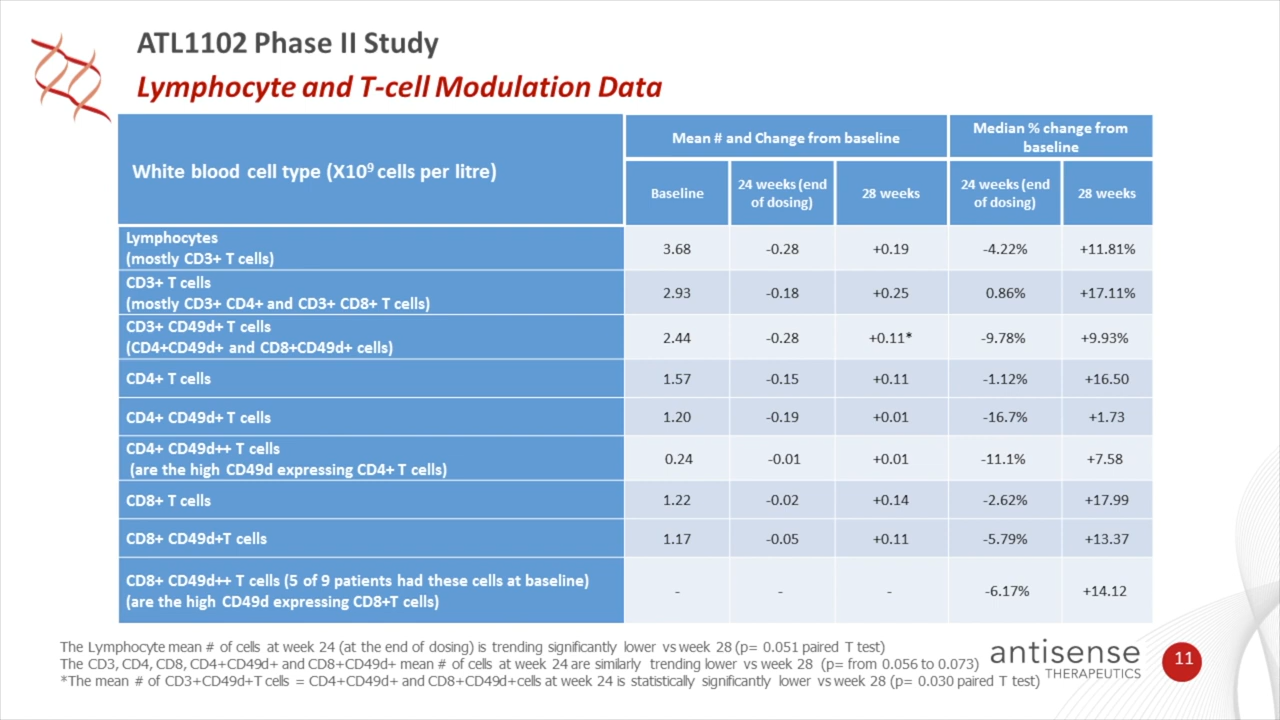 ATL1102 Phase II Study
Lymphocyte and T-cell Modulation Data
White blood cell type (X10⁹ cells per litre)
Mean # and Change from baseline
Median % change from
baseline
Baseline
24 weeks (end
of dosing)
28 weeks
24 weeks (end
of dosing)
28 weeks
Lymphocytes
(mostly CD3+ T cells)
3.68 -0.28 +0.19 -4.22% +11.81%
CD3+ T cells
(mostly CD3+ CD4+ and CD3+ CD8+ T cells)
2.93 -0.18 +0.25 0.86% +17.11%
CD3+ CD49d+ T cells
(CD4+CD49d+ and CD8+CD49d+ cells)
2.44 -0.28 +0.11* -9.78% +9.93%
CD4+ T cells 1.57 -0.15 +0.11 -1.12% +16.50
CD4+ CD49d+ T cells 1.20 -0.19 +0.01 -16.7% +1.73
CD4+ CD49d++ T cells
(are the high CD49d expressing CD4+ T cells)
0.24 -0.01 +0.01 -11.1% +7.58
CD8+ T cells 1.22 -0.02 +0.14 -2.62% +17.99
CD8+ CD49d+T cells 1.17 -0.05 +0.11 -5.79% +13.37
CD8+ CD49d++ T cells (5 of 9 patients had these cells at baseline)
(are the high CD49d expressing CD8+T cells)
- - - -6.17% +14.12
The Lymphocyte mean # of cells at week 24 (at the end of dosing) is trending significantly lower vs week 28 (p= 0.051 paired T test)
The CD3, CD4, CD8, CD4+CD49d+ and CD8+CD49d+ mean # of cells at week 24 are similarly trending lower vs week 28 (p= from 0.056 to 0.073)
*The mean # of CD3+CD49d+T cells = CD4+CD49d+ and CD8+CD49d+cells at week 24 is statistically significantly lower vs week 28 (p= 0.030 paired T test)
antisense
THERAPEUTICS
11